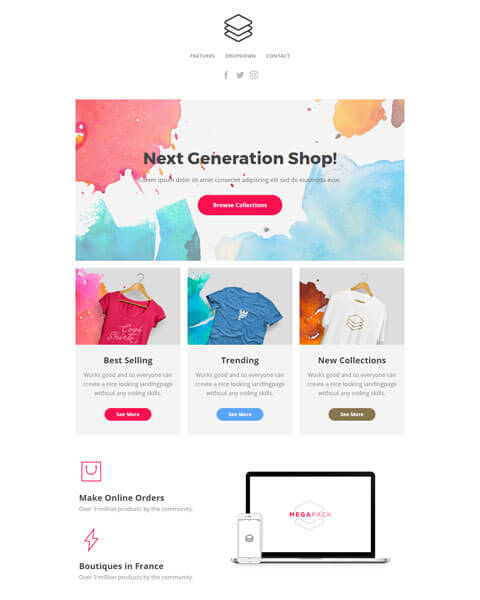 FEATURES DROPDOWN CONTACT
Next Generation Shop!
Lorem ipsum dolor sit amet consectet adipiscing elit sed do eiusmoda esue
Browse Collections
Cool
Shirts
Best Selling
Works good and so everyone can
create a nice looking landingpage
without any coding skills.
See More
Trending
Works good and so everyone can
create a nice looking landingpage
without any coding skills.
See More
New Collections
Works good and so everyone can
create a nice looking landingpage
without any coding skills.
See More
Make Online Orders
Over 9 million products by the community.
Boutiques in France
Over 9 million products by the community.
MEGAPACK